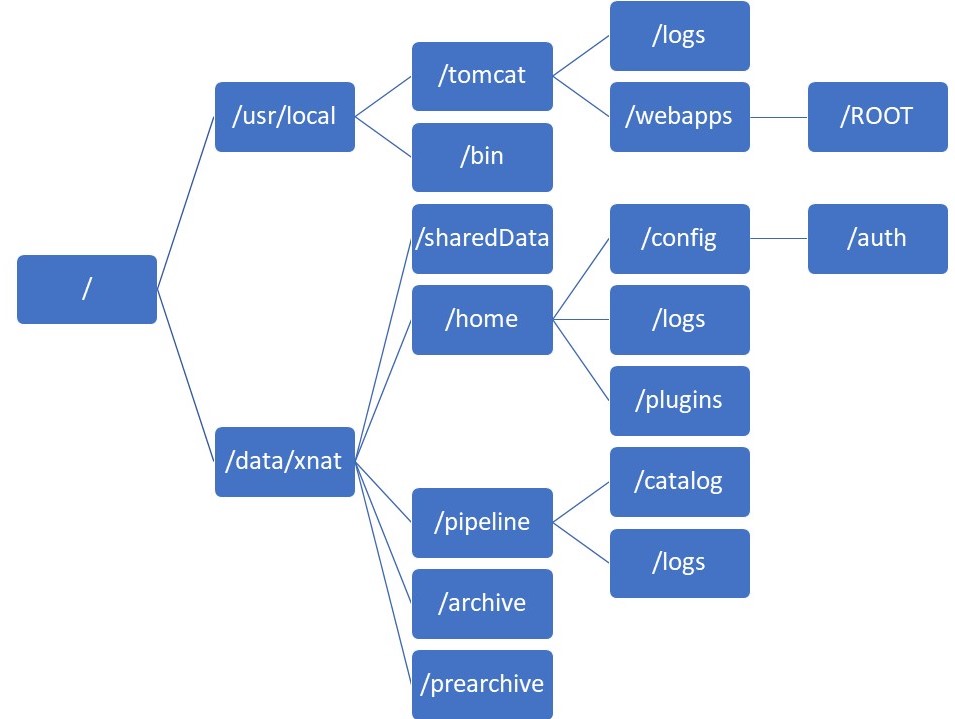 /
/usr/local
/tomcat
/logs
/webapps
/ROOT
/bin
/data/xnat
/sharedData
/home
/config
/auth
/logs
/plugins
/pipeline
/catalog
/logs
/archive
/prearchive